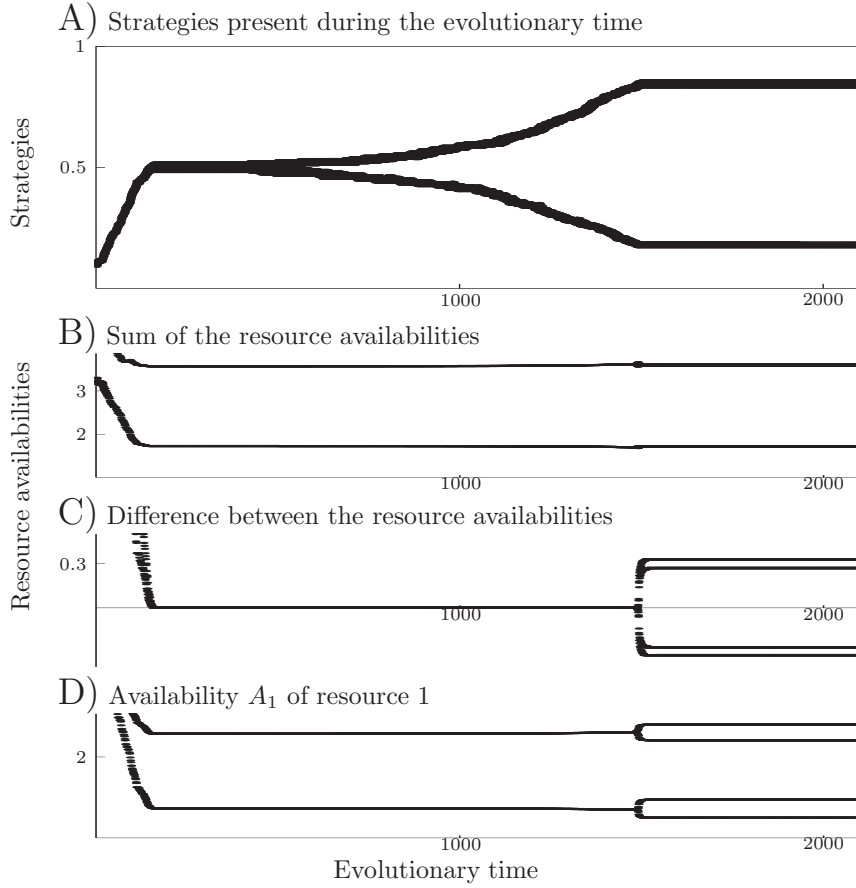 A) Strategies present during the evolutionary time
1
0.5
Strategies
1000
2000
B) Sum of the resource availabilities
3
2
1000
2000
Resource availabilities
C) Difference between the resource availabilities
0.3
1000
2000
D) Availability A₁ of resource 1
2
1000
2000
Evolutionary time